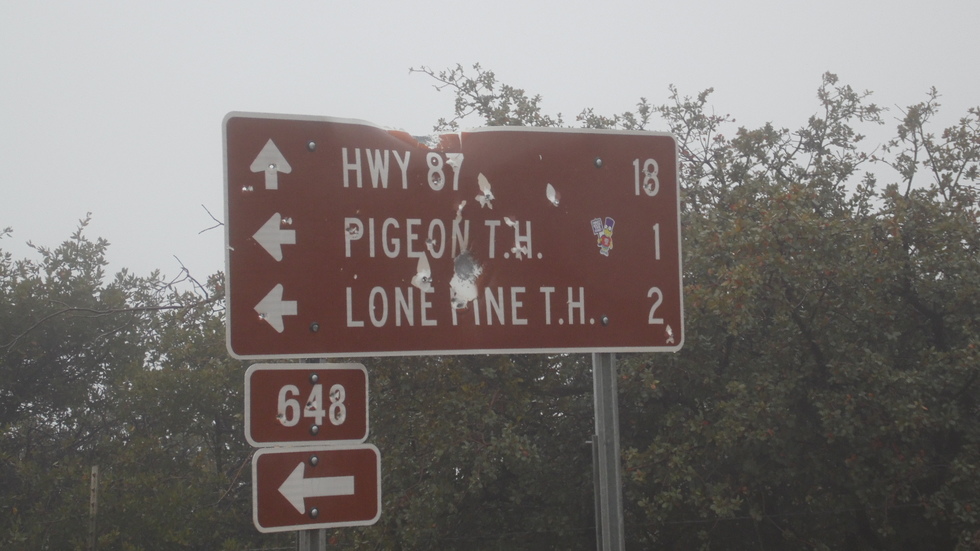 HWY 87 18
PIGEON T.H. 1
LONE PINE T.H. 2
648